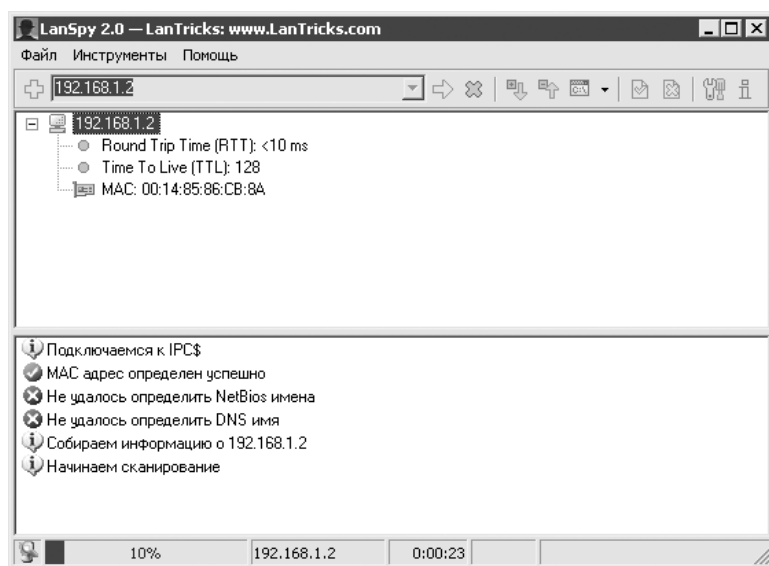 LanSpy 2.0 — LanTricks: www.LanTricks.com
Файл Инструменты Помощь
192.168.1.2
192.168.1.2
Round Trip Time (RTT): <10 ms
Time To Live (TTL): 128
MAC: 00:14:85:86:CB:8A
Подключаемся к IPC$
MAC адрес определен успешно
Не удалось определить NetBios имена
Не удалось определить DNS имя
Собираем информацию о 192.168.1.2
Начинаем сканирование
10% 192.168.1.2 0:00:23